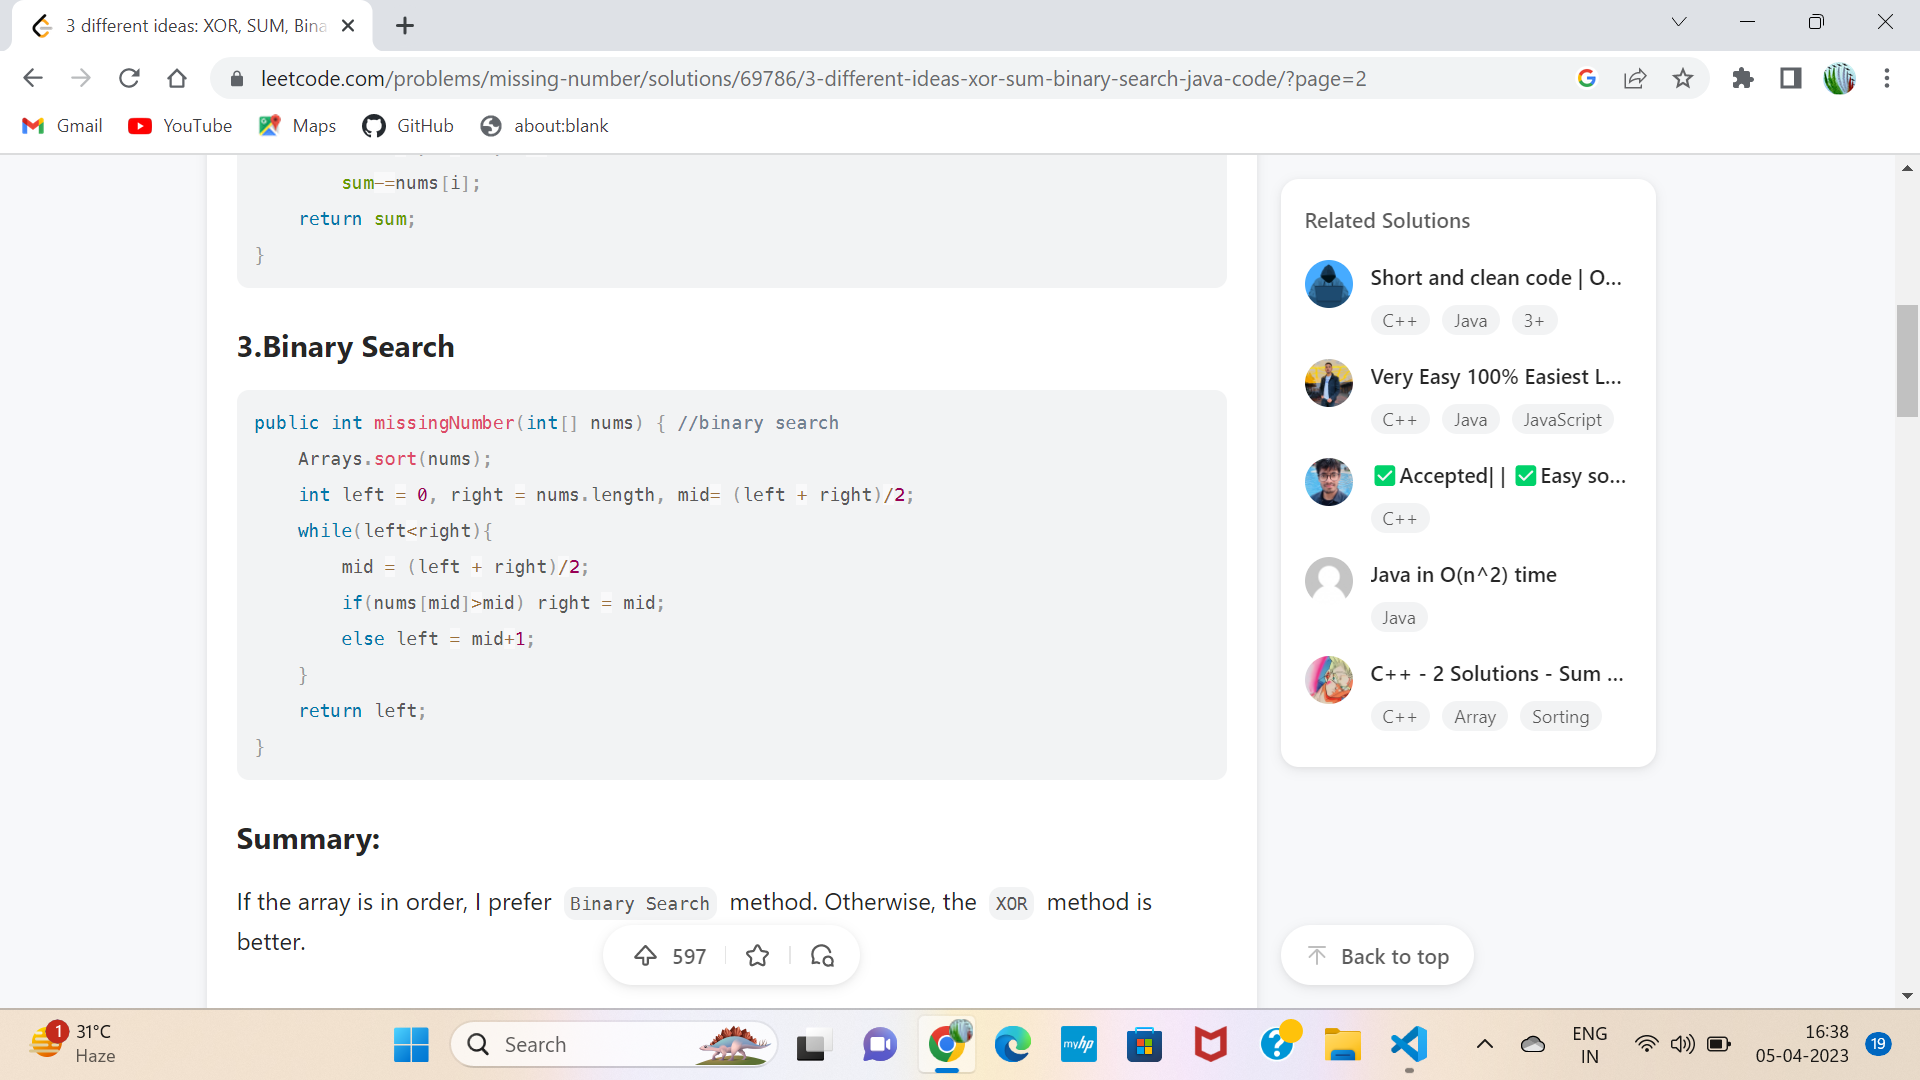 3 different ideas: XOR, SUM, Bina
leetcode.com/problems/missing-number/solutions/69786/3-different-ideas-xor-sum-binary-search-java-code/?page=2
Gmail YouTube Maps GitHub about:blank
sum-=nums[i];
return sum;
}
3.Binary Search
public int missingNumber(int[] nums) { //binary search
Arrays.sort(nums);
int left = 0, right = nums.length, mid= (left + right)/2;
while(left<right){
mid = (left + right)/2;
if(nums[mid]>mid) right = mid;
else left = mid+1;
}
return left;
}
Summary:
If the array is in order, I prefer Binary Search method. Otherwise, the XOR method is
better.
597
Related Solutions
Short and clean code | O...
C++ Java 3+
Very Easy 100% Easiest L...
C++ Java JavaScript
✅Accepted|| ✅Easy so...
C++
Java in O(n^2) time
Java
C++ - 2 Solutions - Sum ...
C++ Array Sorting
Back to top
1
31°C
Haze
Search
myhp
ENG
IN
16:38
05-04-2023
19